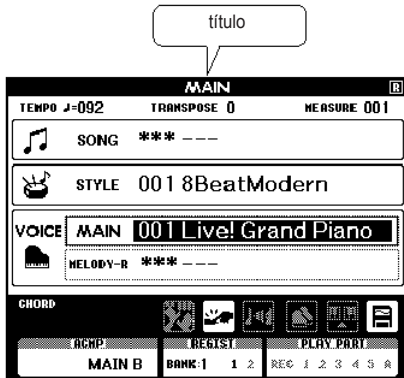 título
MAIN R
TEMPO ♩=092 TRANSPOSE 0 MEASURE 001
SONG *** ---
STYLE 001 8BeatModern
VOICE MAIN 001 Live! Grand Piano
MELODY-R *** ---
CHORD
ACMP REGIST PLAY PART
MAIN B BANK:1 1 2 REC 1 2 3 4 5 A